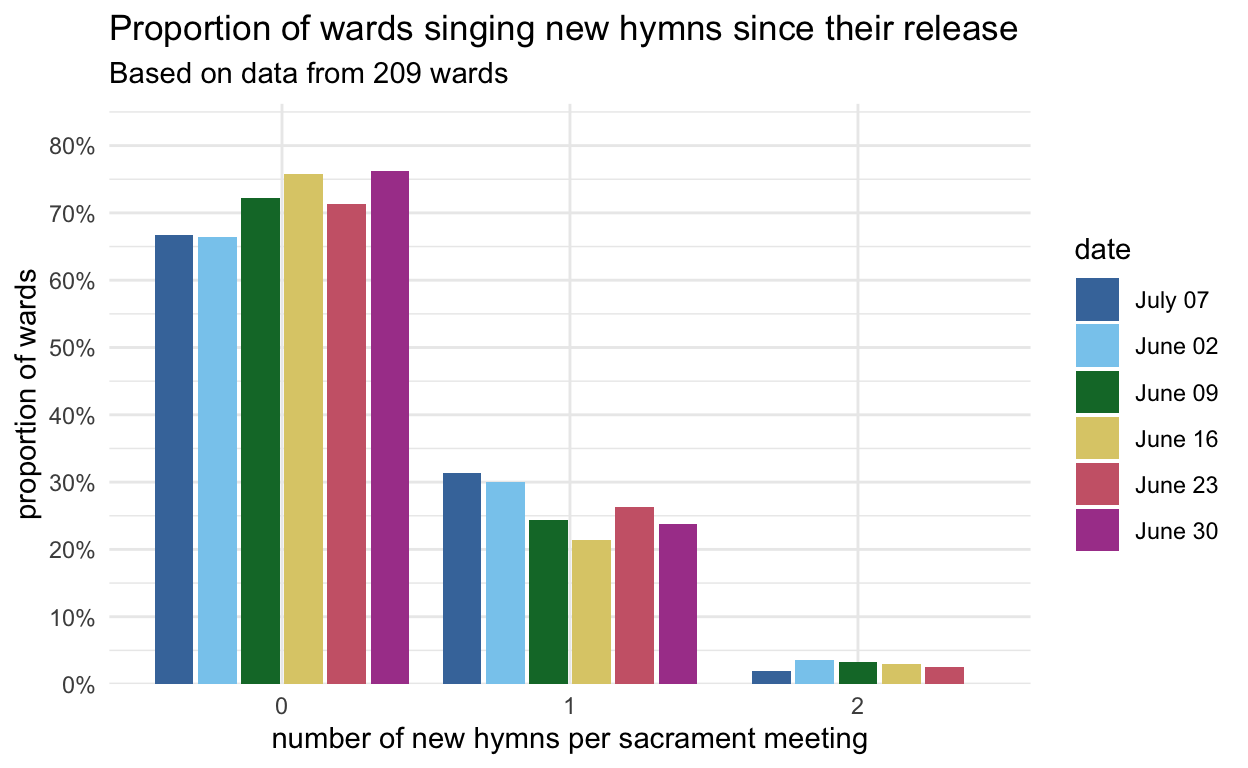 Proportion of wards singing new hymns since their release
Based on data from 209 wards
proportion of wards
80%
70%
60%
50%
40%
30%
20%
10%
0%
0 1 2
number of new hymns per sacrament meeting
date
July 07
June 02
June 09
June 16
June 23
June 30